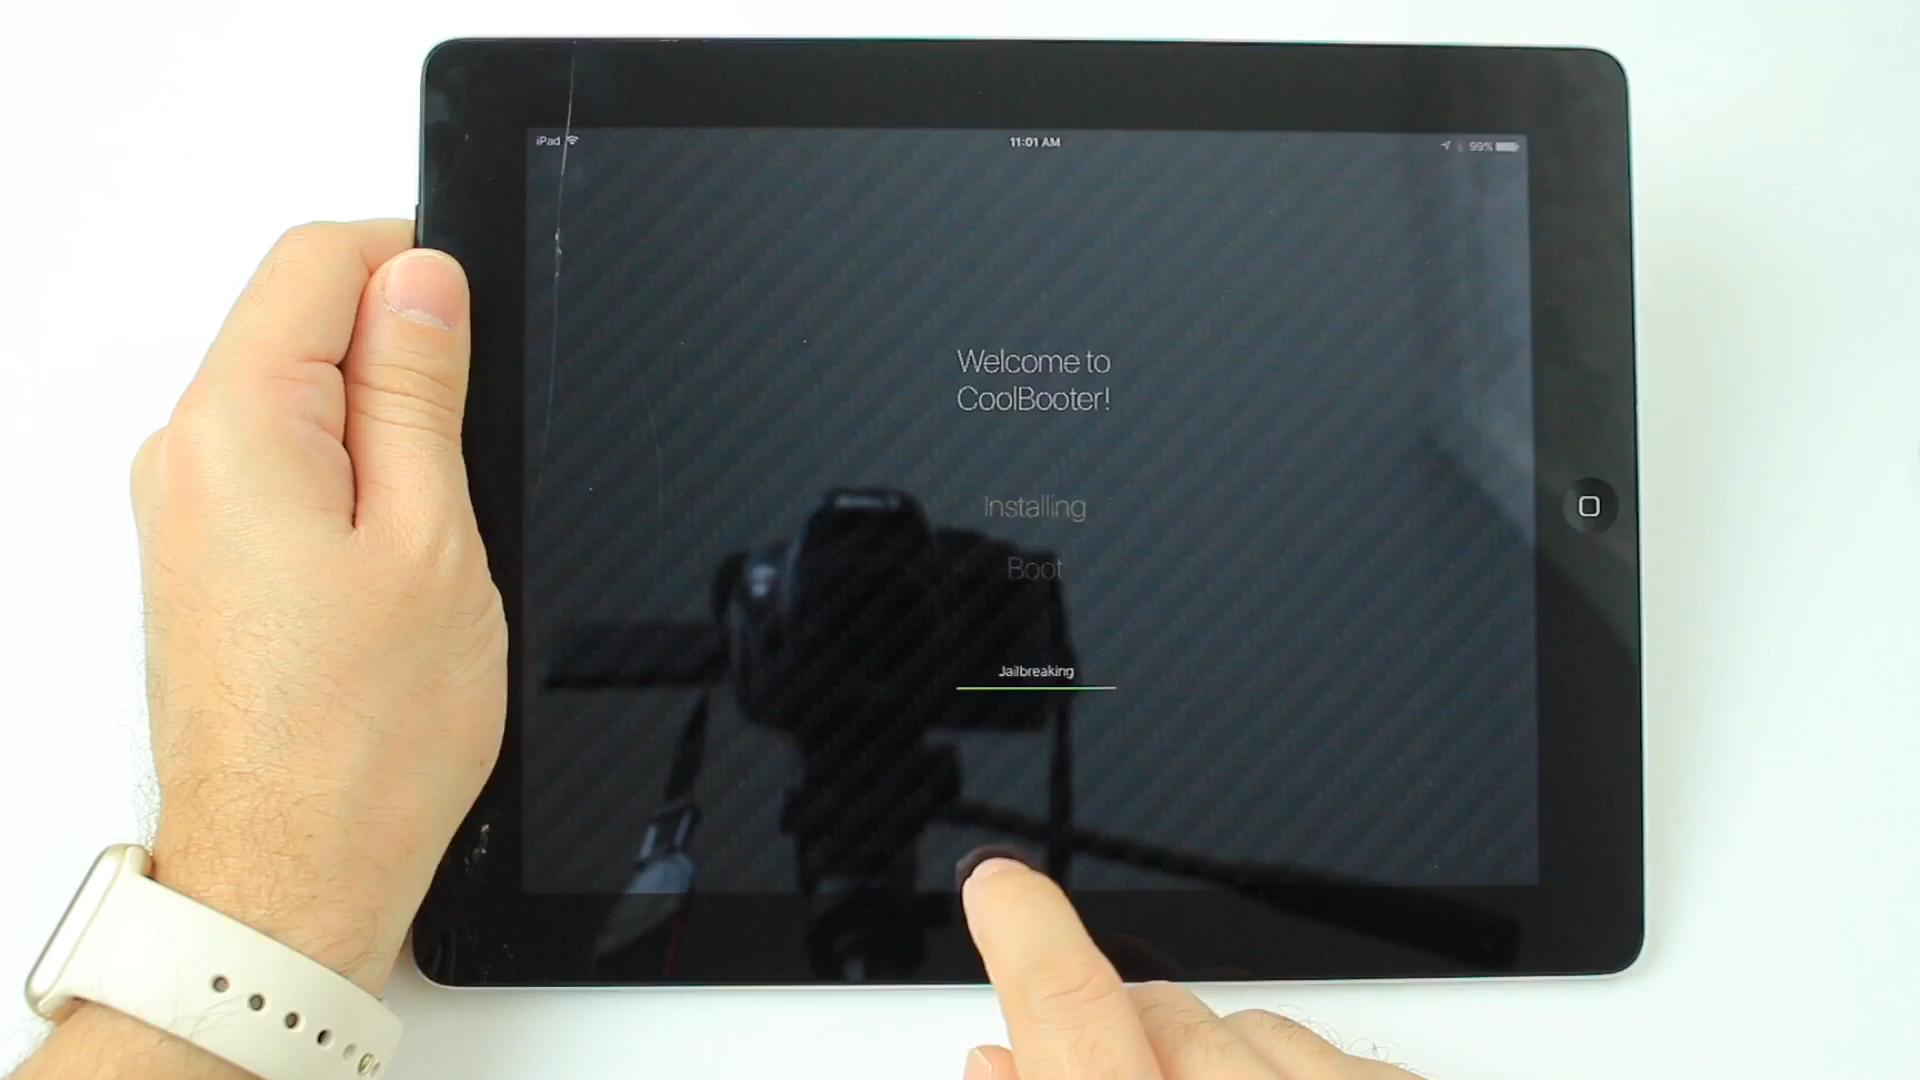 iPad
11:01 AM
99%
Welcome to
CoolBooter!
Installing
Boot
Jailbreaking